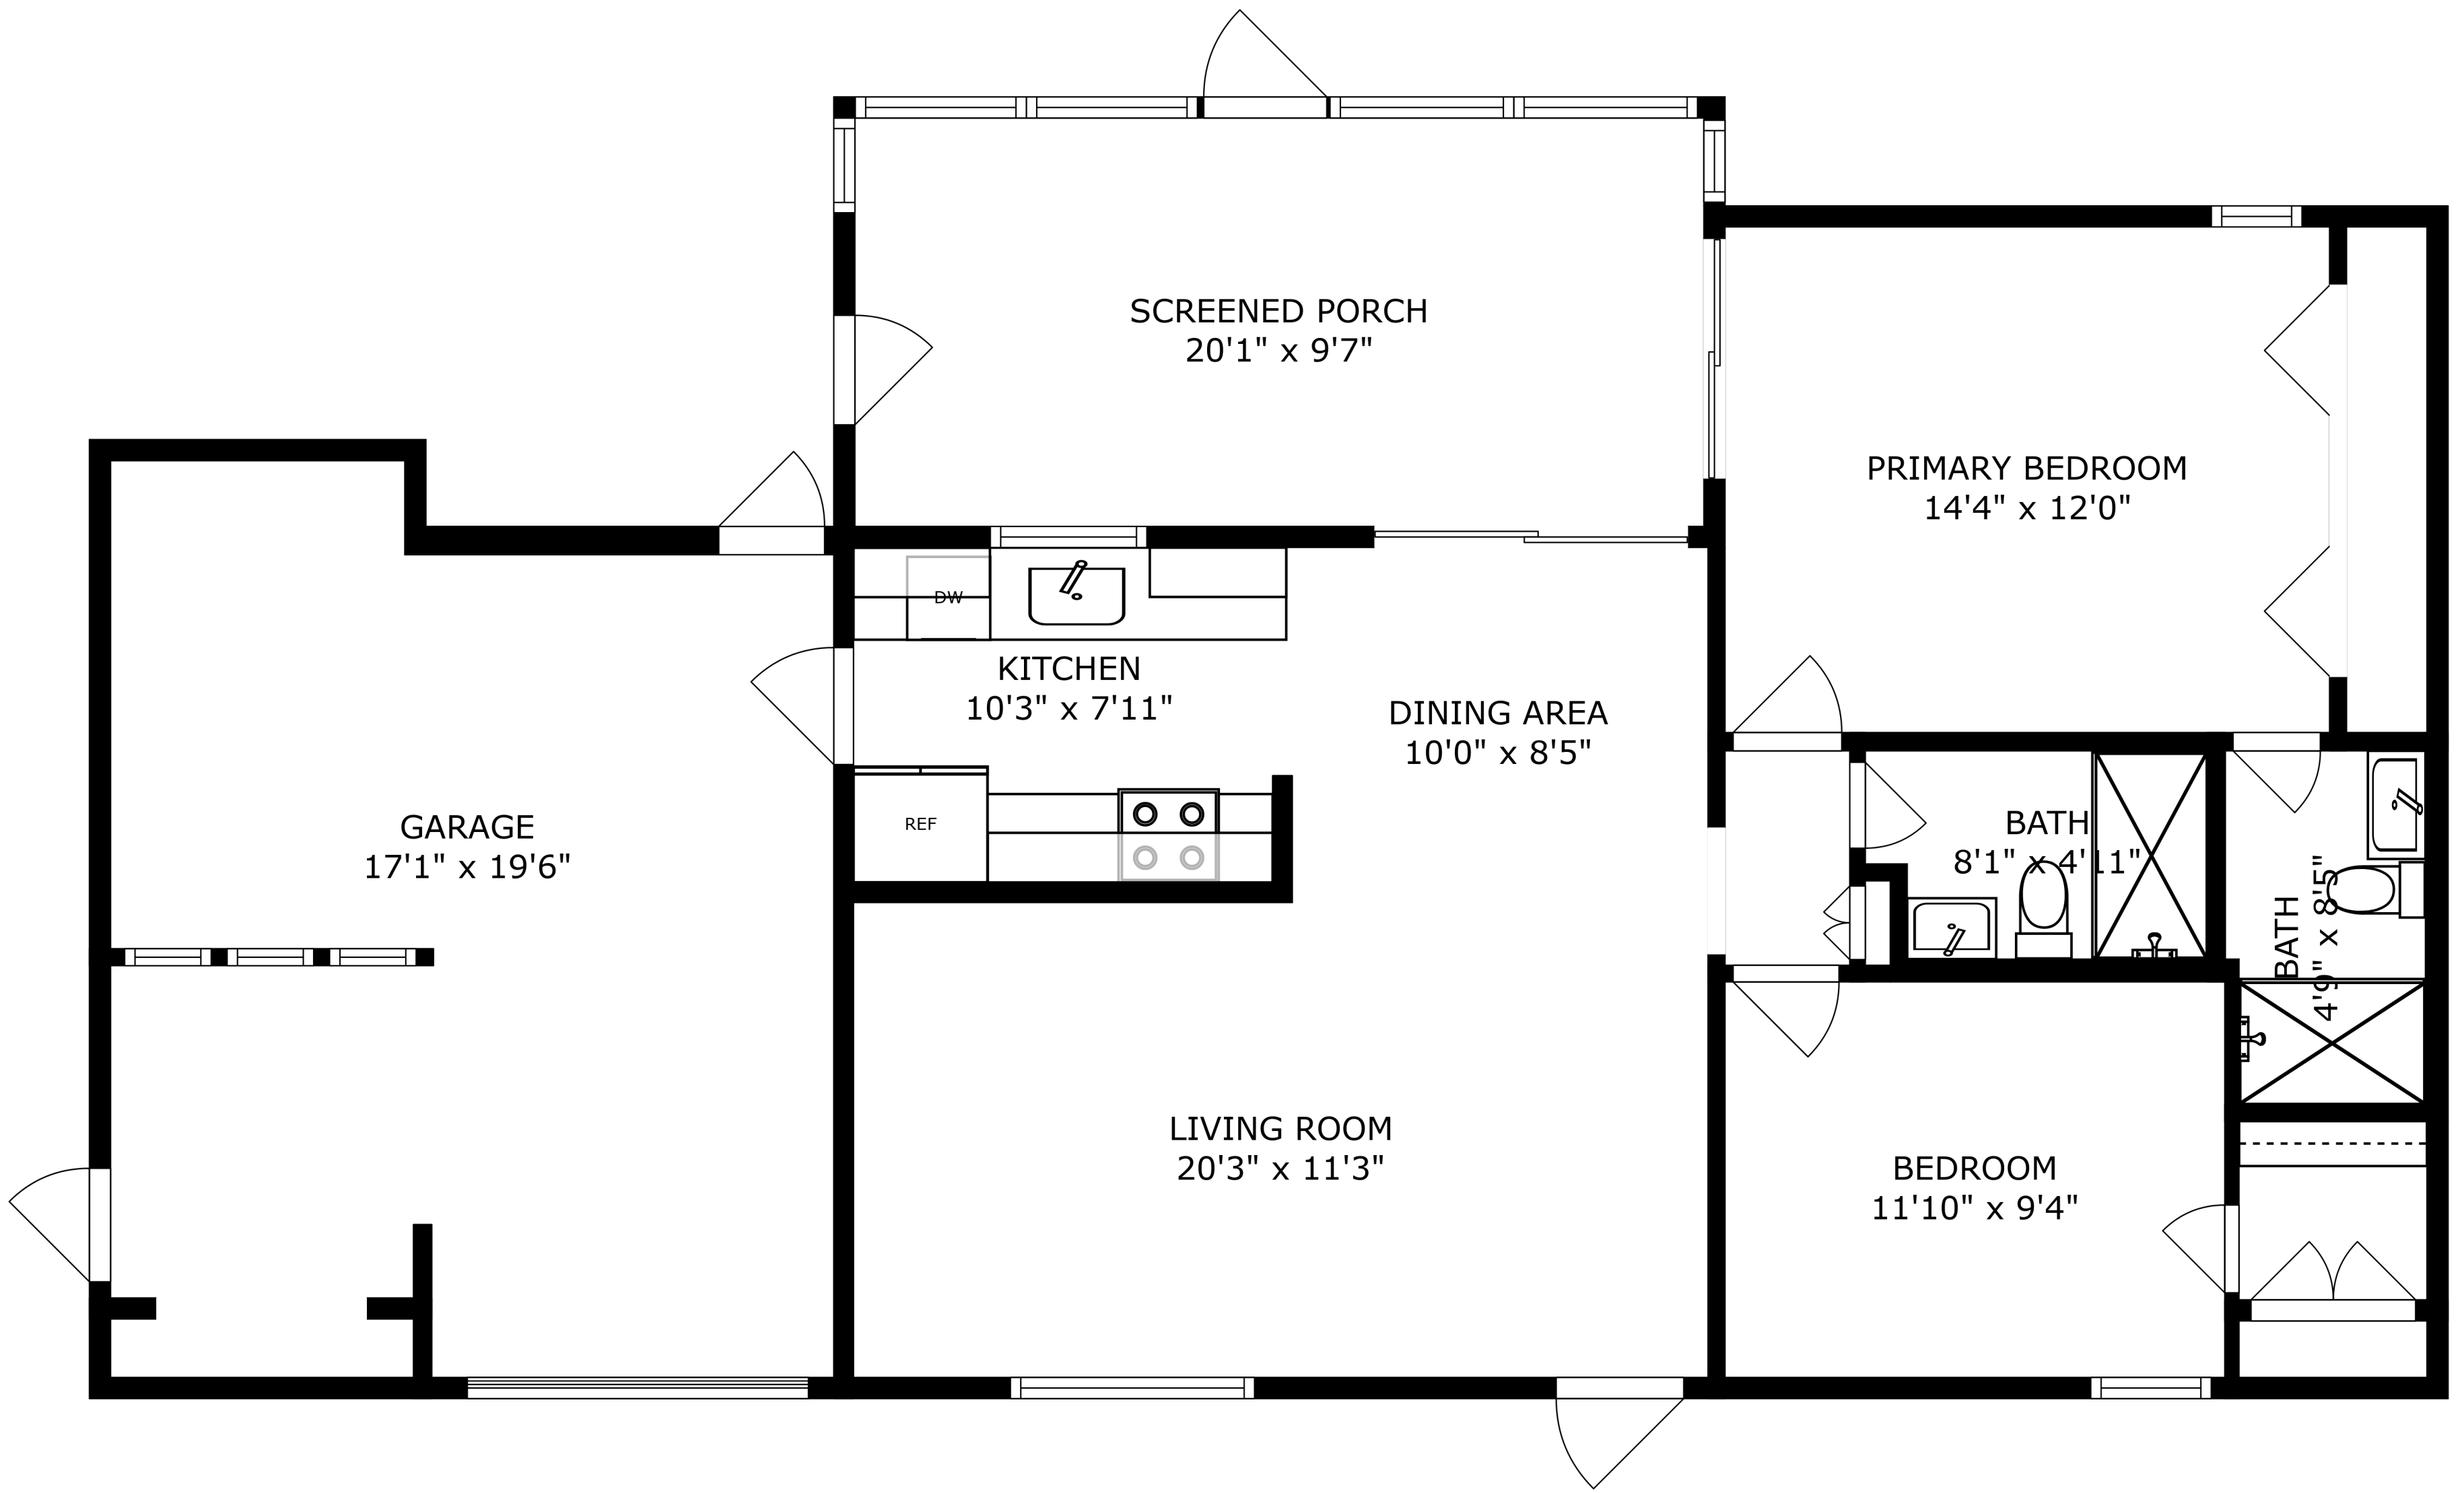 SCREENED PORCH
20'1" x 9'7"
PRIMARY BEDROOM
14'4" x 12'0"
DW
KITCHEN
10'3" x 7'11"
DINING AREA
10'0" x 8'5"
GARAGE
17'1" x 19'6"
REF
BATH
8'1" x 4'11"
BATH
4'9" x 8'5"
LIVING ROOM
20'3" x 11'3"
BEDROOM
11'10" x 9'4"